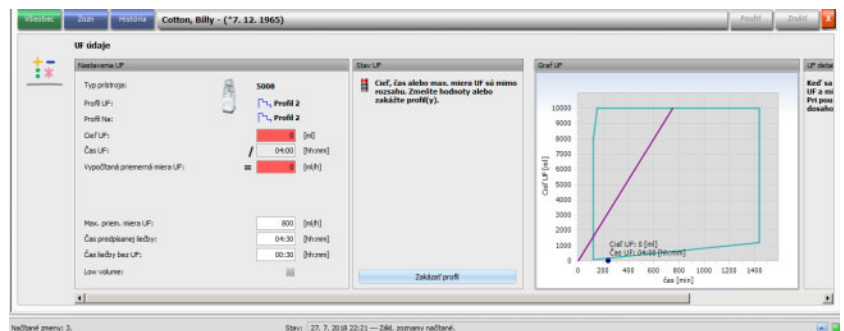 Všeobec Zozn História Cotton, Billy - (*7. 12. 1965) Použiť Zrušiť X
UF údaje
Nastavenia UF
Typ prístroja: 5008
Profil UF: Profil 2
Profil Na: Profil 2
Cieľ UF: 0 [ml]
Čas UF: / 04:00 [hh:mm]
Vypočítaná priemerná miera UF: = 0 [ml/h]
Max. priem. miera UF: 800 [ml/h]
Čas predpísanej liečby: 04:30 [hh:mm]
Čas liečby bez UF: 00:30 [hh:mm]
Low volume:
Stav UF
Cieľ, čas alebo max. miera UF sú mimo
rozsahu. Zmeňte hodnoty alebo
zakážte profil(y).
Zakázať profil
Graf UF
Cieľ UF [ml]
10000
9000
8000
7000
6000
5000
4000
3000
2000
1000
0
Cieľ UF: 0 [ml]
Čas UF: 04:00 [hh:mm]
0 200 400 600 800 1000 1200 1400
čas [min]
UF detai
Keď sa
UF a mi
Pri pou
dosaho
Načítané zmeny: 3. Stav: 27. 7. 2018 22:21 — Zákl. zoznamy načítané.